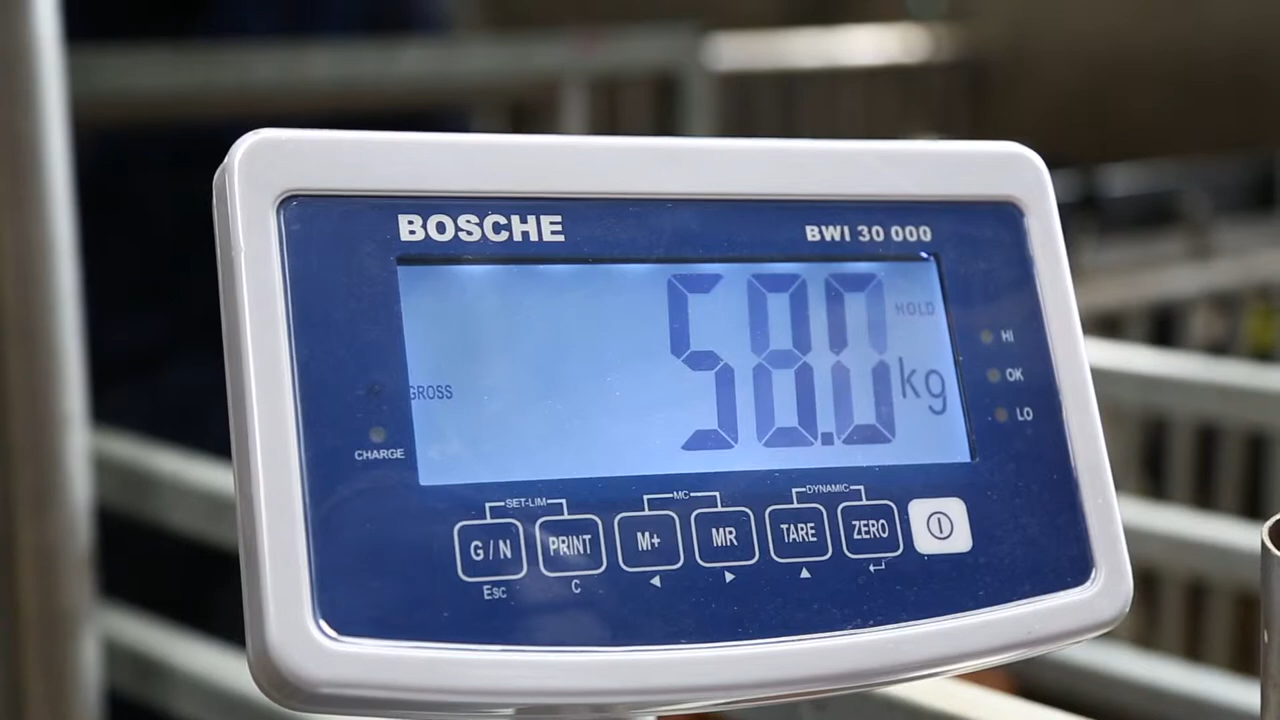 BOSCHE BWI 30 000
58.0 HOLD
GROSS kg
HI
OK
LO
CHARGE
SET-LIM MC DYNAMIC
G / N PRINT M+ MR TARE ZERO
Esc C